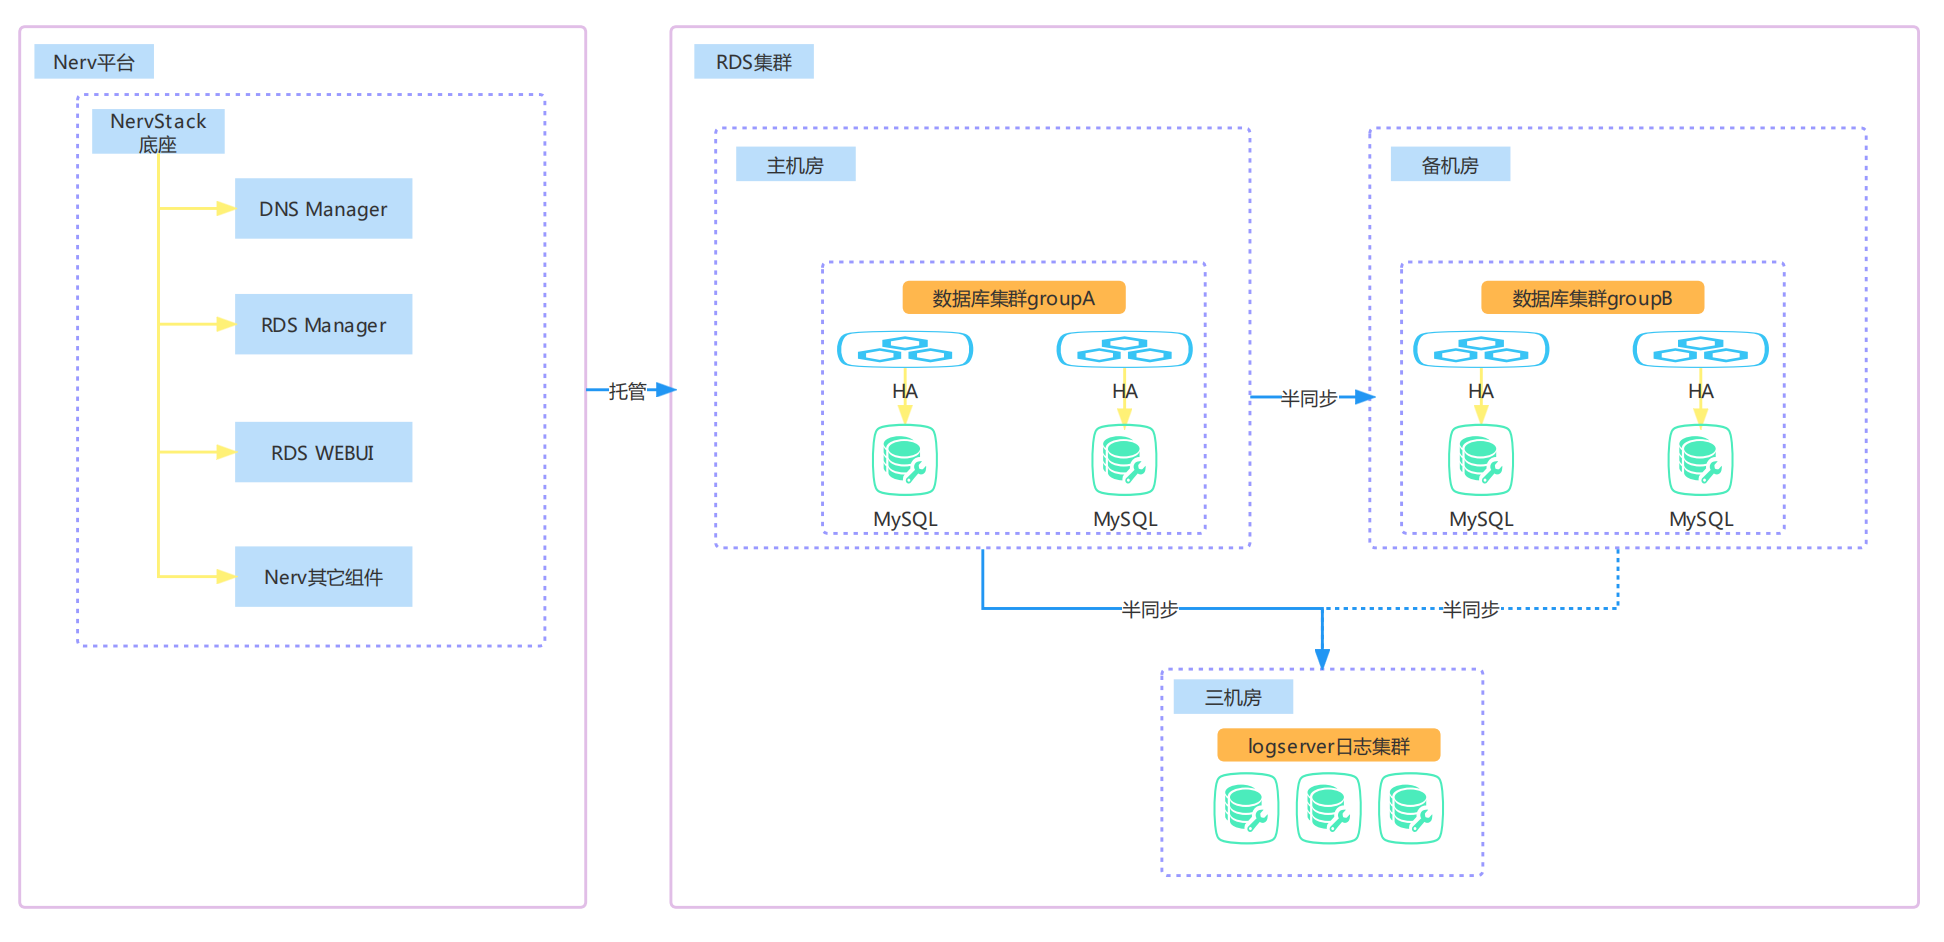 Nerv平台
NervStack
底座
DNS Manager
RDS Manager
RDS WEBUI
Nerv其它组件
托管
RDS集群
主机房
数据库集群groupA
HA
HA
MySQL
MySQL
半同步
备机房
数据库集群groupB
HA
HA
MySQL
MySQL
半同步
半同步
三机房
logserver日志集群